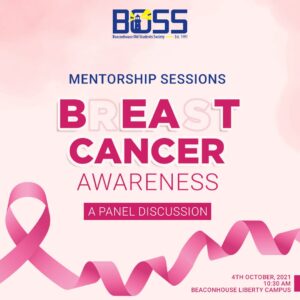 BOSS
Beaconhouse Old Students Society Est. 1991
MENTORSHIP SESSIONS
BREAST
CANCER
AWARENESS
A PANEL DISCUSSION
4TH OCTOBER, 2021
10:30 AM
BEACONHOUSE LIBERTY CAMPUS